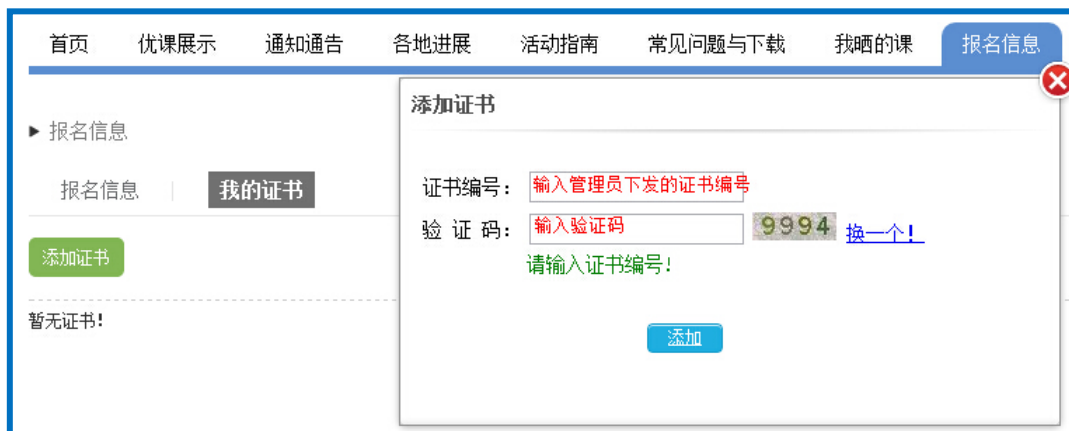 首页 优课展示 通知通告 各地进展 活动指南 常见问题与下载 我晒的课 报名信息
添加证书
报名信息
报名信息 我的证书
证书编号： 输入管理员下发的证书编号
验 证 码： 输入验证码 9994 换一个！
添加证书
请输入证书编号！
暂无证书！
添加